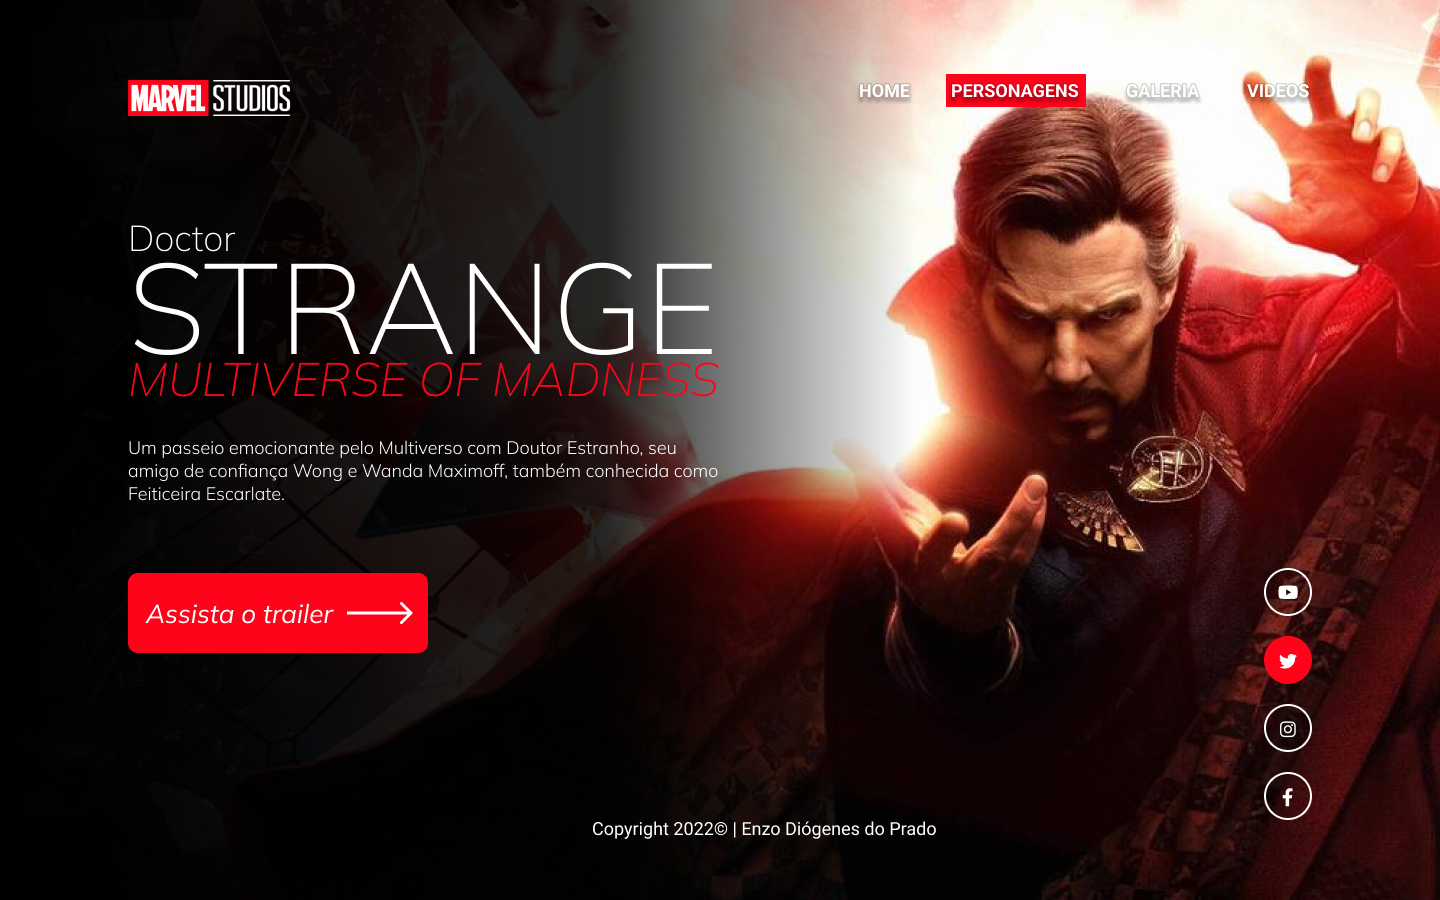 MARVEL STUDIOS
HOME PERSONAGENS GALERIA VIDEOS
Doctor
STRANGE
MULTIVERSE OF MADNESS
Um passeio emocionante pelo Multiverso com Doutor Estranho, seu
amigo de confiança Wong e Wanda Maximoff, também conhecida como
Feiticeira Escarlate.
Assista o trailer
Copyright 2022© | Enzo Diógenes do Prado